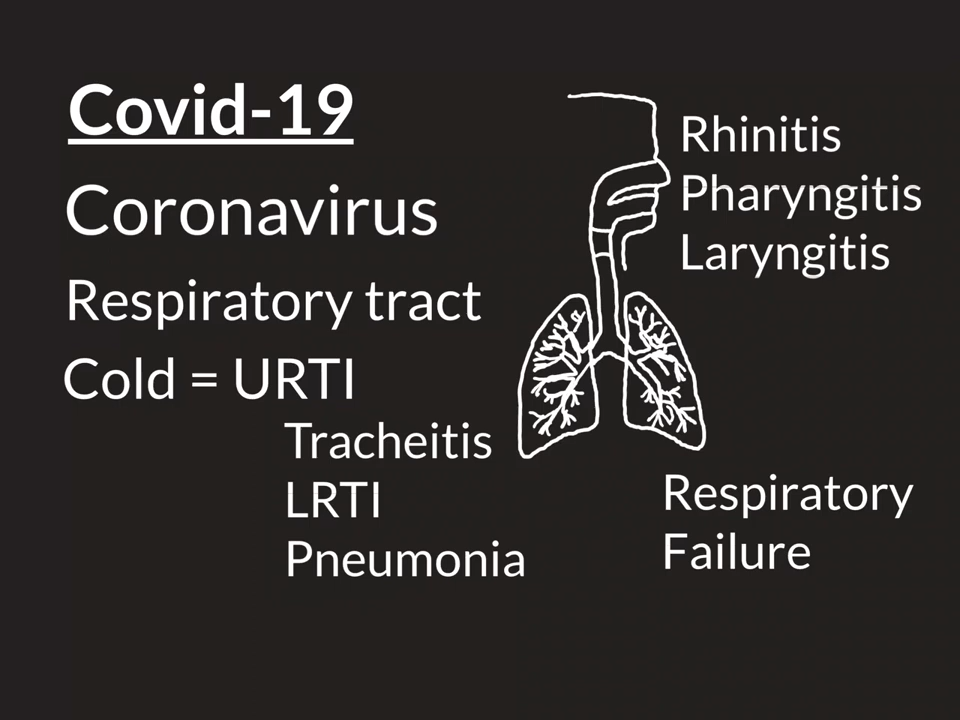 Covid-19
Coronavirus
Respiratory tract
Cold = URTI
Tracheitis
LRTI
Pneumonia
Rhinitis
Pharyngitis
Laryngitis
Respiratory
Failure